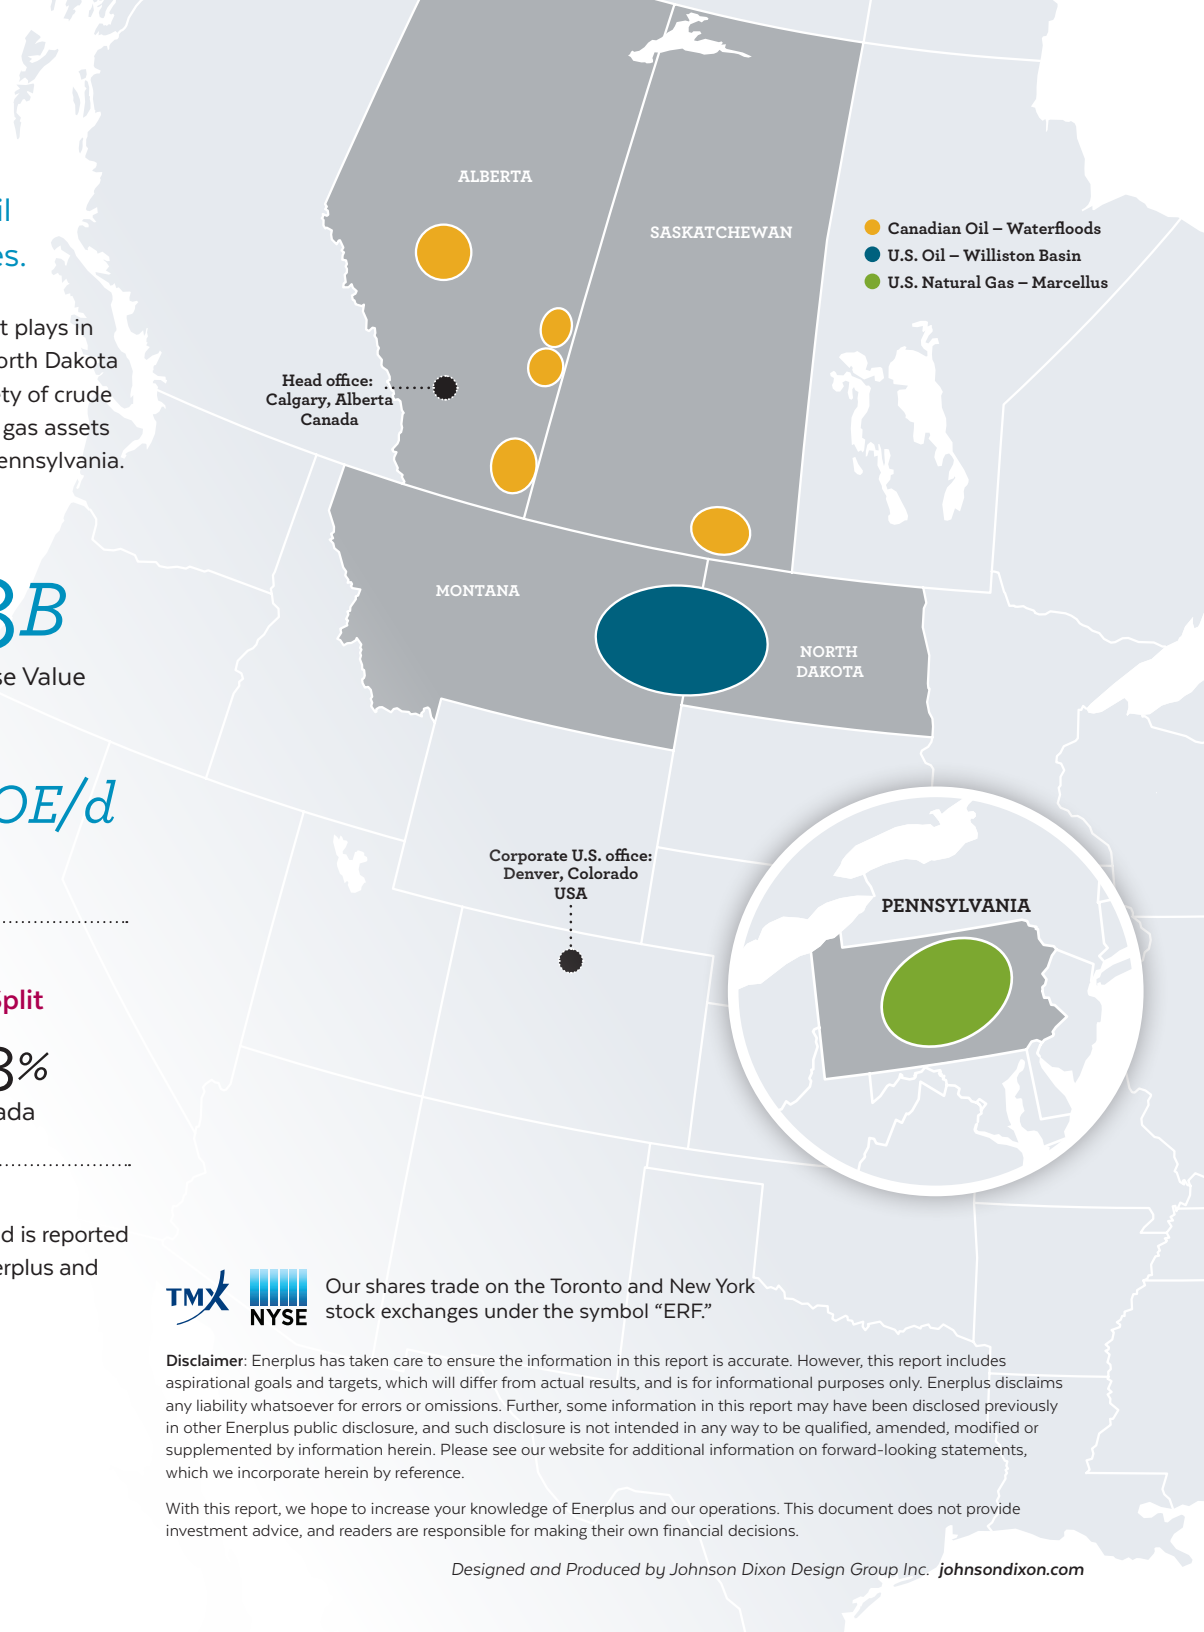 il
es.
t plays in
orth Dakota
ty of crude
gas assets
ennsylvania.
B
se Value
OE/d
Split
3%
ada
d is reported
erplus and
ALBERTA
SASKATCHEWAN
Canadian Oil – Waterfloods
U.S. Oil – Williston Basin
U.S. Natural Gas – Marcellus
Head office:
Calgary, Alberta
Canada
MONTANA
NORTH
DAKOTA
Corporate U.S. office:
Denver, Colorado
USA
PENNSYLVANIA
TMX
NYSE
Our shares trade on the Toronto and New York
stock exchanges under the symbol “ERF.”
Disclaimer: Enerplus has taken care to ensure the information in this report is accurate. However, this report includes
aspirational goals and targets, which will differ from actual results, and is for informational purposes only. Enerplus disclaims
any liability whatsoever for errors or omissions. Further, some information in this report may have been disclosed previously
in other Enerplus public disclosure, and such disclosure is not intended in any way to be qualified, amended, modified or
supplemented by information herein. Please see our website for additional information on forward-looking statements,
which we incorporate herein by reference.
With this report, we hope to increase your knowledge of Enerplus and our operations. This document does not provide
investment advice, and readers are responsible for making their own financial decisions.
Designed and Produced by Johnson Dixon Design Group Inc. johnsondixon.com